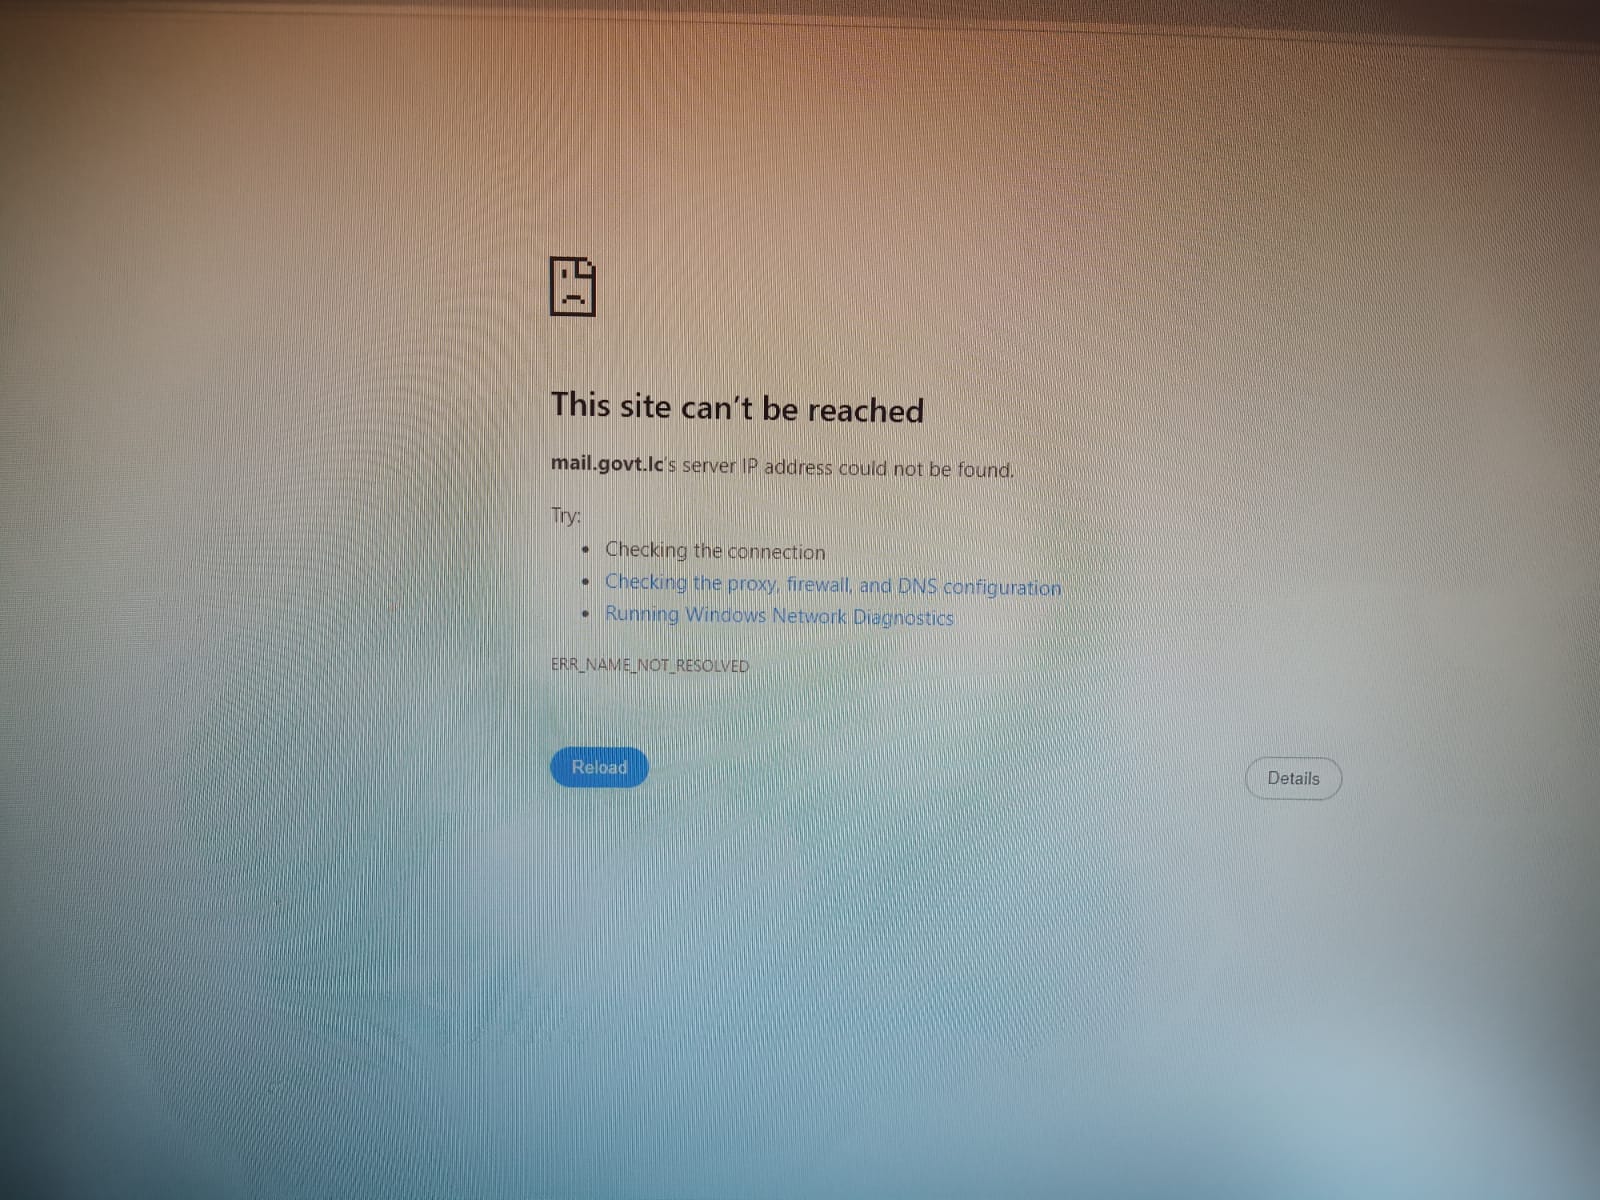 This site can't be reached
mail.govt.lc's server IP address could not be found.
Try:
• Checking the connection
• Checking the proxy, firewall, and DNS configuration
• Running Windows Network Diagnostics
ERR_NAME_NOT_RESOLVED
Reload
Details